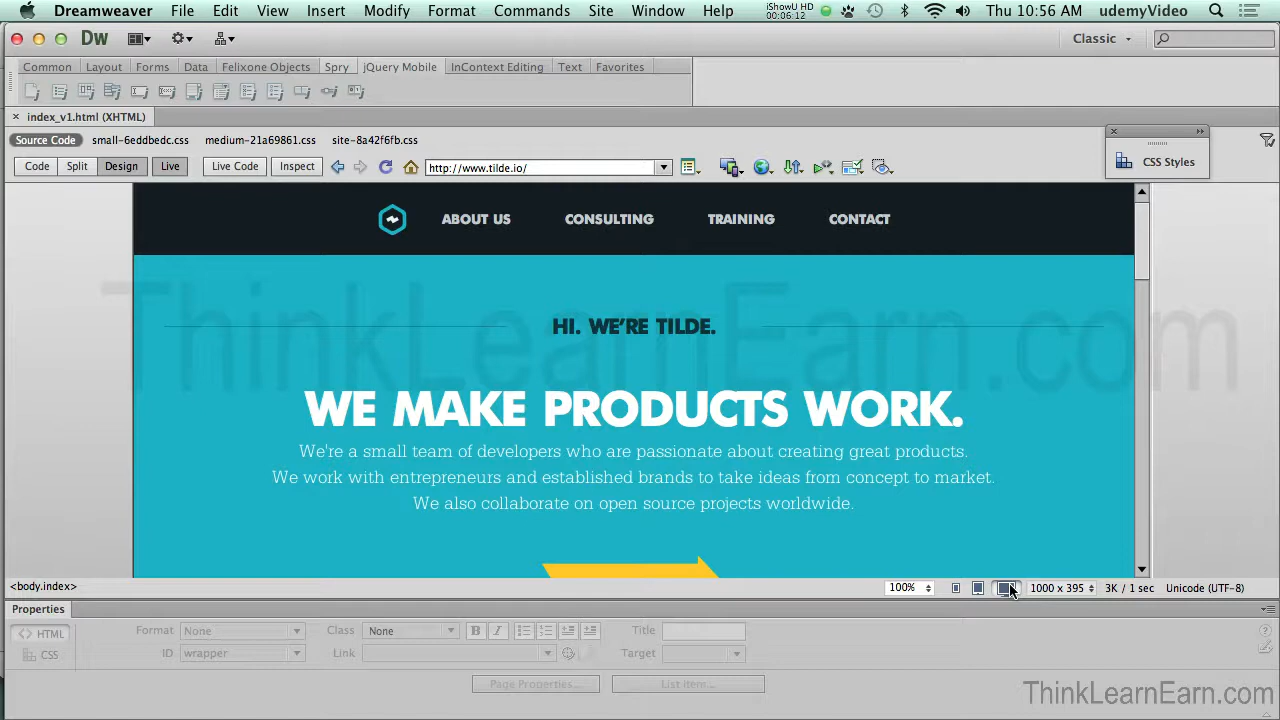 Dreamweaver File Edit View Insert Modify Format Commands Site Window Help iShowU HD 00:06:12 Thu 10:56 AM udemyVideo
Dw Classic
Common Layout Forms Data Felixone Objects Spry jQuery Mobile InContext Editing Text Favorites
index_v1.html (XHTML)
Source Code small-6eddbedc.css medium-21a69861.css site-8a42f6fb.css
Code Split Design Live Live Code Inspect http://www.tilde.io/
CSS Styles
ABOUT US CONSULTING TRAINING CONTACT
ThinkLearnEarn.com
HI. WE'RE TILDE.
WE MAKE PRODUCTS WORK.
We're a small team of developers who are passionate about creating great products.
We work with entrepreneurs and established brands to take ideas from concept to market.
We also collaborate on open source projects worldwide.
<body.index> 100% 1000 x 395 3K / 1 sec Unicode (UTF-8)
Properties
<> HTML Format None Class None B I Title
CSS ID wrapper Link Target
Page Properties... List Item...
ThinkLearnEarn.com